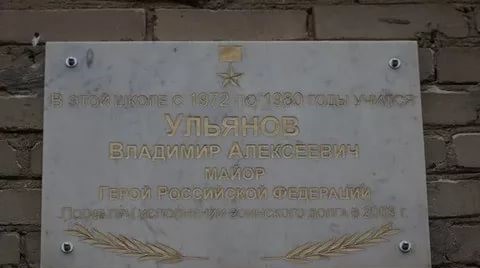 В этой школе с 1972 по 1980 годы учился
Ульянов
Владимир Алексеевич
майор
Герой Российской Федерации
Погиб при исполнении воинского долга в 2003 г.